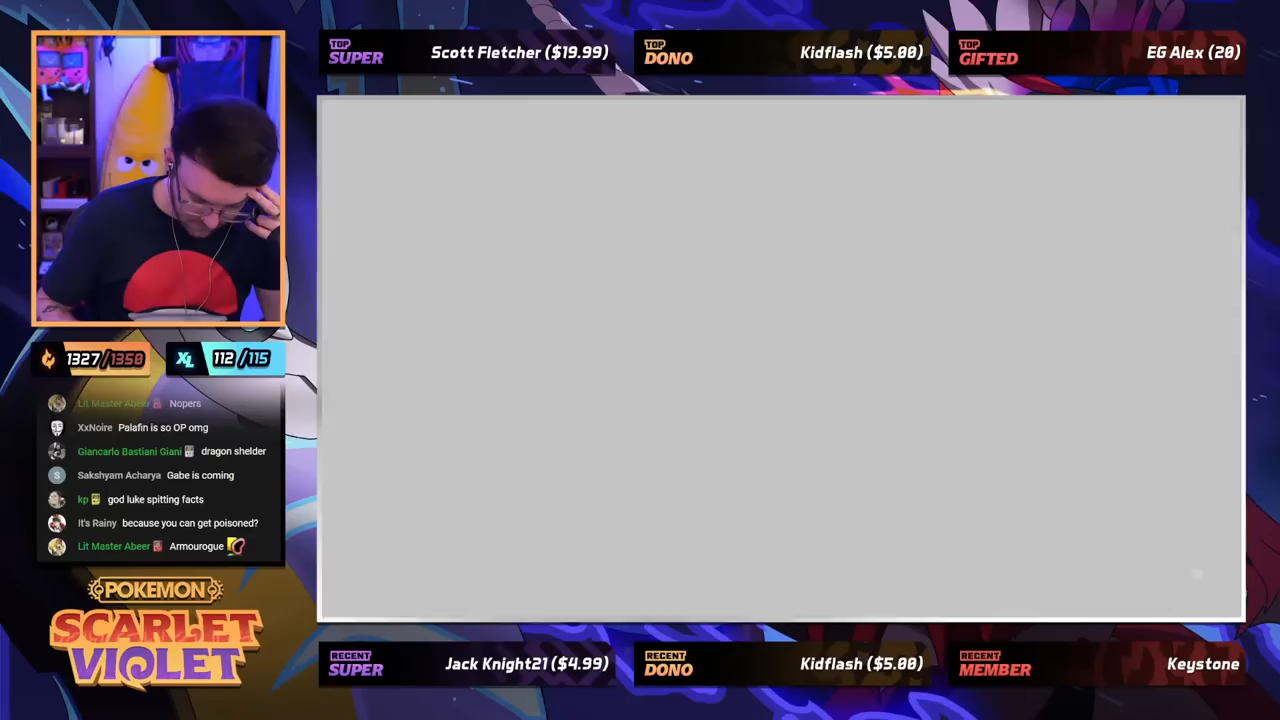 TOP SUPER Scott Fletcher ($19.99)
TOP DONO Kidflash ($5.00)
TOP GIFTED EG Alex (20)
1327/1350
XL 112/115
Lit Master Abeer Nopers
XxNoire Palafin is so OP omg
Giancarlo Bastiani Giani dragon shelder
S Sakshyam Acharya Gabe is coming
kp god luke spitting facts
It's Rainy because you can get poisoned?
Lit Master Abeer Armourogue
POKEMON
SCARLET
VIOLET
RECENT SUPER Jack Knight21 ($4.99)
RECENT DONO Kidflash ($5.00)
RECENT MEMBER Keystone